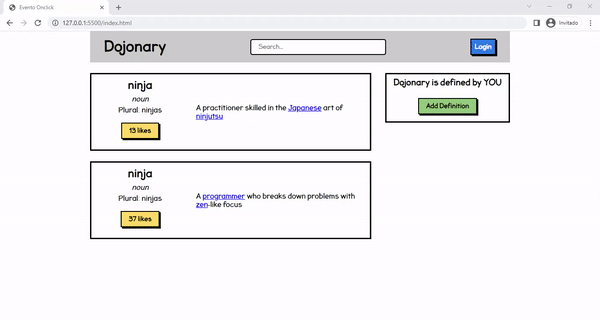 Evento Onclick
127.0.0.1:5500/index.html
Invitado
Dojonary
Search...
Login
ninja
noun
Plural: ninjas
13 likes
A practitioner skilled in the Japanese art of
ninjutsu
Dojonary is defined by YOU
Add Definition
ninja
noun
Plural: ninjas
37 likes
A programmer who breaks down problems with
zen-like focus